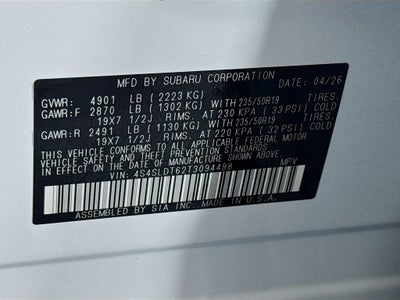 MFD BY SUBARU CORPORATION DATE: 04/26
GVWR: 4901 LB ( 2223 KG)
GAWR:F 2870 LB ( 1302 KG) WITH 235/50R19 TIRES.
19X7 1/2J RIMS. AT 230 KPA ( 33 PSI)
GAWR:R 2491 LB ( 1130 KG) WITH 235/50R19 TIRES.
19X7 1/2J RIMS. AT 220 KPA ( 32 PSI)
THIS VEHICLE CONFORMS TO ALL APPLICABLE FEDERAL MOTOR
VEHICLE SAFETY, BUMPER, AND THEFT PREVENTION STANDARDS
IN EFFECT ON THE DATE OF MANUFACTURE SHOWN ABOVE.
VIN: 4S4SLDT62T3094498 MPV
ASSEMBLED BY SIA INC. MADE IN U.S.A.